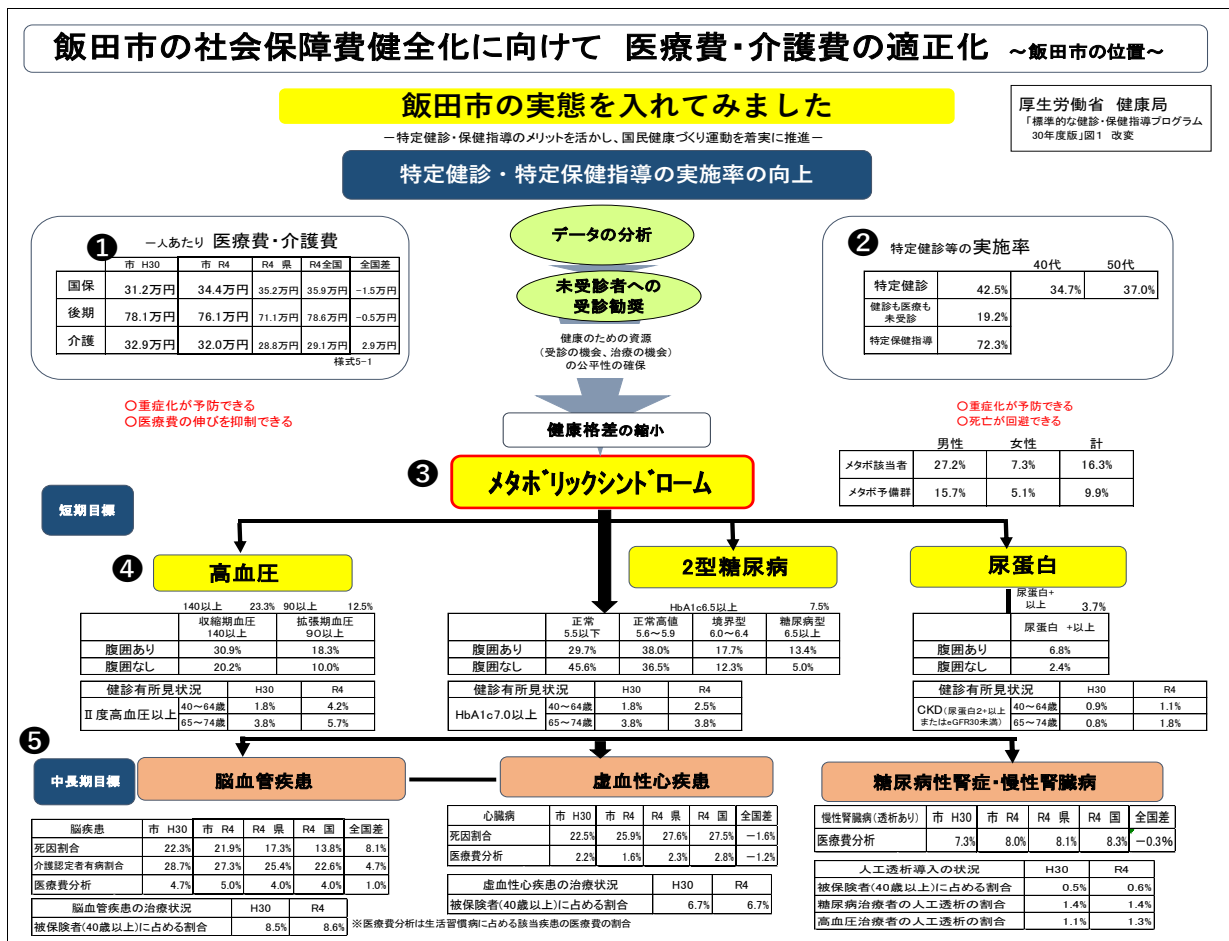 飯田市の社会保障費健全化に向けて 医療費・介護費の適正化 ～飯田市の位置～
飯田市の実態を入れてみました
厚生労働省 健康局
「標準的な健診・保健指導プログラム
30年度版」図1 改変
－特定健診・保健指導のメリットを活かし、国民健康づくり運動を着実に推進－
特定健診・特定保健指導の実施率の向上
❶ 一人あたり 医療費・介護費
市 H30 市 R4 R4 県 R4全国 全国差
国保 31.2万円 34.4万円 35.2万円 35.9万円 −1.5万円
後期 78.1万円 76.1万円 71.1万円 78.6万円 −0.5万円
介護 32.9万円 32.0万円 28.8万円 29.1万円 2.9万円
様式5-1
〇重症化が予防できる
〇医療費の伸びを抑制できる
データの分析
未受診者への
受診勧奨
健康のための資源
（受診の機会、治療の機会）
の公平性の確保
健康格差の縮小
❷ 特定健診等の実施率
40代 50代
特定健診 42.5% 34.7% 37.0%
健診も医療も
未受診 19.2%
特定保健指導 72.3%
〇重症化が予防できる
〇死亡が回避できる
男性 女性 計
メタボ該当者 27.2% 7.3% 16.3%
メタボ予備群 15.7% 5.1% 9.9%
❸ メタボリックシンドローム
短期目標
❹ 高血圧
140以上 23.3% 90以上 12.5%
収縮期血圧
140以上
拡張期血圧
90以上
腹囲あり 30.9% 18.3%
腹囲なし 20.2% 10.0%
健診有所見状況 H30 R4
Ⅱ度高血圧以上 40～64歳 1.8% 4.2%
65～74歳 3.8% 5.7%
2型糖尿病
HbA1c6.5以上 7.5%
正常
5.5以下
正常高値
5.6～5.9
境界型
6.0～6.4
糖尿病型
6.5以上
腹囲あり 29.7% 38.0% 17.7% 13.4%
腹囲なし 45.6% 36.5% 12.3% 5.0%
健診有所見状況 H30 R4
HbA1c7.0以上 40～64歳 1.8% 2.5%
65～74歳 3.8% 3.8%
尿蛋白
尿蛋白+
以上 3.7%
尿蛋白 +以上
腹囲あり 6.8%
腹囲なし 2.4%
健診有所見状況 H30 R4
CKD（尿蛋白2+以上
またはeGFR30未満）
40～64歳 0.9% 1.1%
65～74歳 0.8% 1.8%
❺
中長期目標
脳血管疾患
脳疾患 市 H30 市 R4 R4 県 R4 国 全国差
死因割合 22.3% 21.9% 17.3% 13.8% 8.1%
介護認定者有病割合 28.7% 27.3% 25.4% 22.6% 4.7%
医療費分析 4.7% 5.0% 4.0% 4.0% 1.0%
脳血管疾患の治療状況 H30 R4
被保険者(40歳以上)に占める割合 8.5% 8.6%
虚血性心疾患
心臓病 市 H30 市 R4 R4 県 R4 国 全国差
死因割合 22.5% 25.9% 27.6% 27.5% −1.6%
医療費分析 2.2% 1.6% 2.3% 2.8% −1.2%
虚血性心疾患の治療状況 H30 R4
被保険者(40歳以上)に占める割合 6.7% 6.7%
※医療費分析は生活習慣病に占める該当疾患の医療費の割合
糖尿病性腎症・慢性腎臓病
慢性腎臓病(透析あり) 市 H30 市 R4 R4 県 R4 国 全国差
医療費分析 7.3% 8.0% 8.1% 8.3% −0.3%
人工透析導入の状況 H30 R4
被保険者(40歳以上)に占める割合 0.5% 0.6%
糖尿病治療者の人工透析の割合 1.4% 1.4%
高血圧治療者の人工透析の割合 1.1% 1.3%